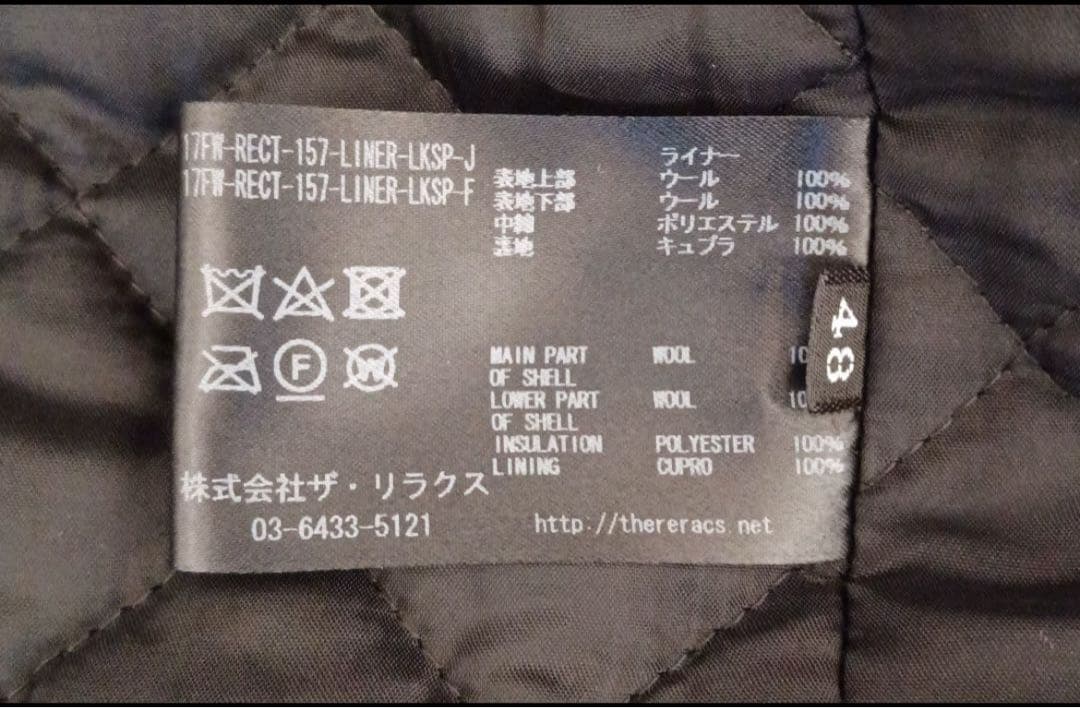 17FW-RECT-157-LINER-LKSP-J
17FW-RECT-157-LINER-LKSP-F
ライナー
表地上部 ウール 100%
表地下部 ウール 100%
中綿 ポリエステル 100%
裏地 キュプラ 100%
MAIN PART WOOL 10
OF SHELL
LOWER PART WOOL 10
OF SHELL
INSULATION POLYESTER 100%
LINING CUPRO 100%
48
F
W
株式会社ザ・リラクス
03-6433-5121 http://thereracs.net